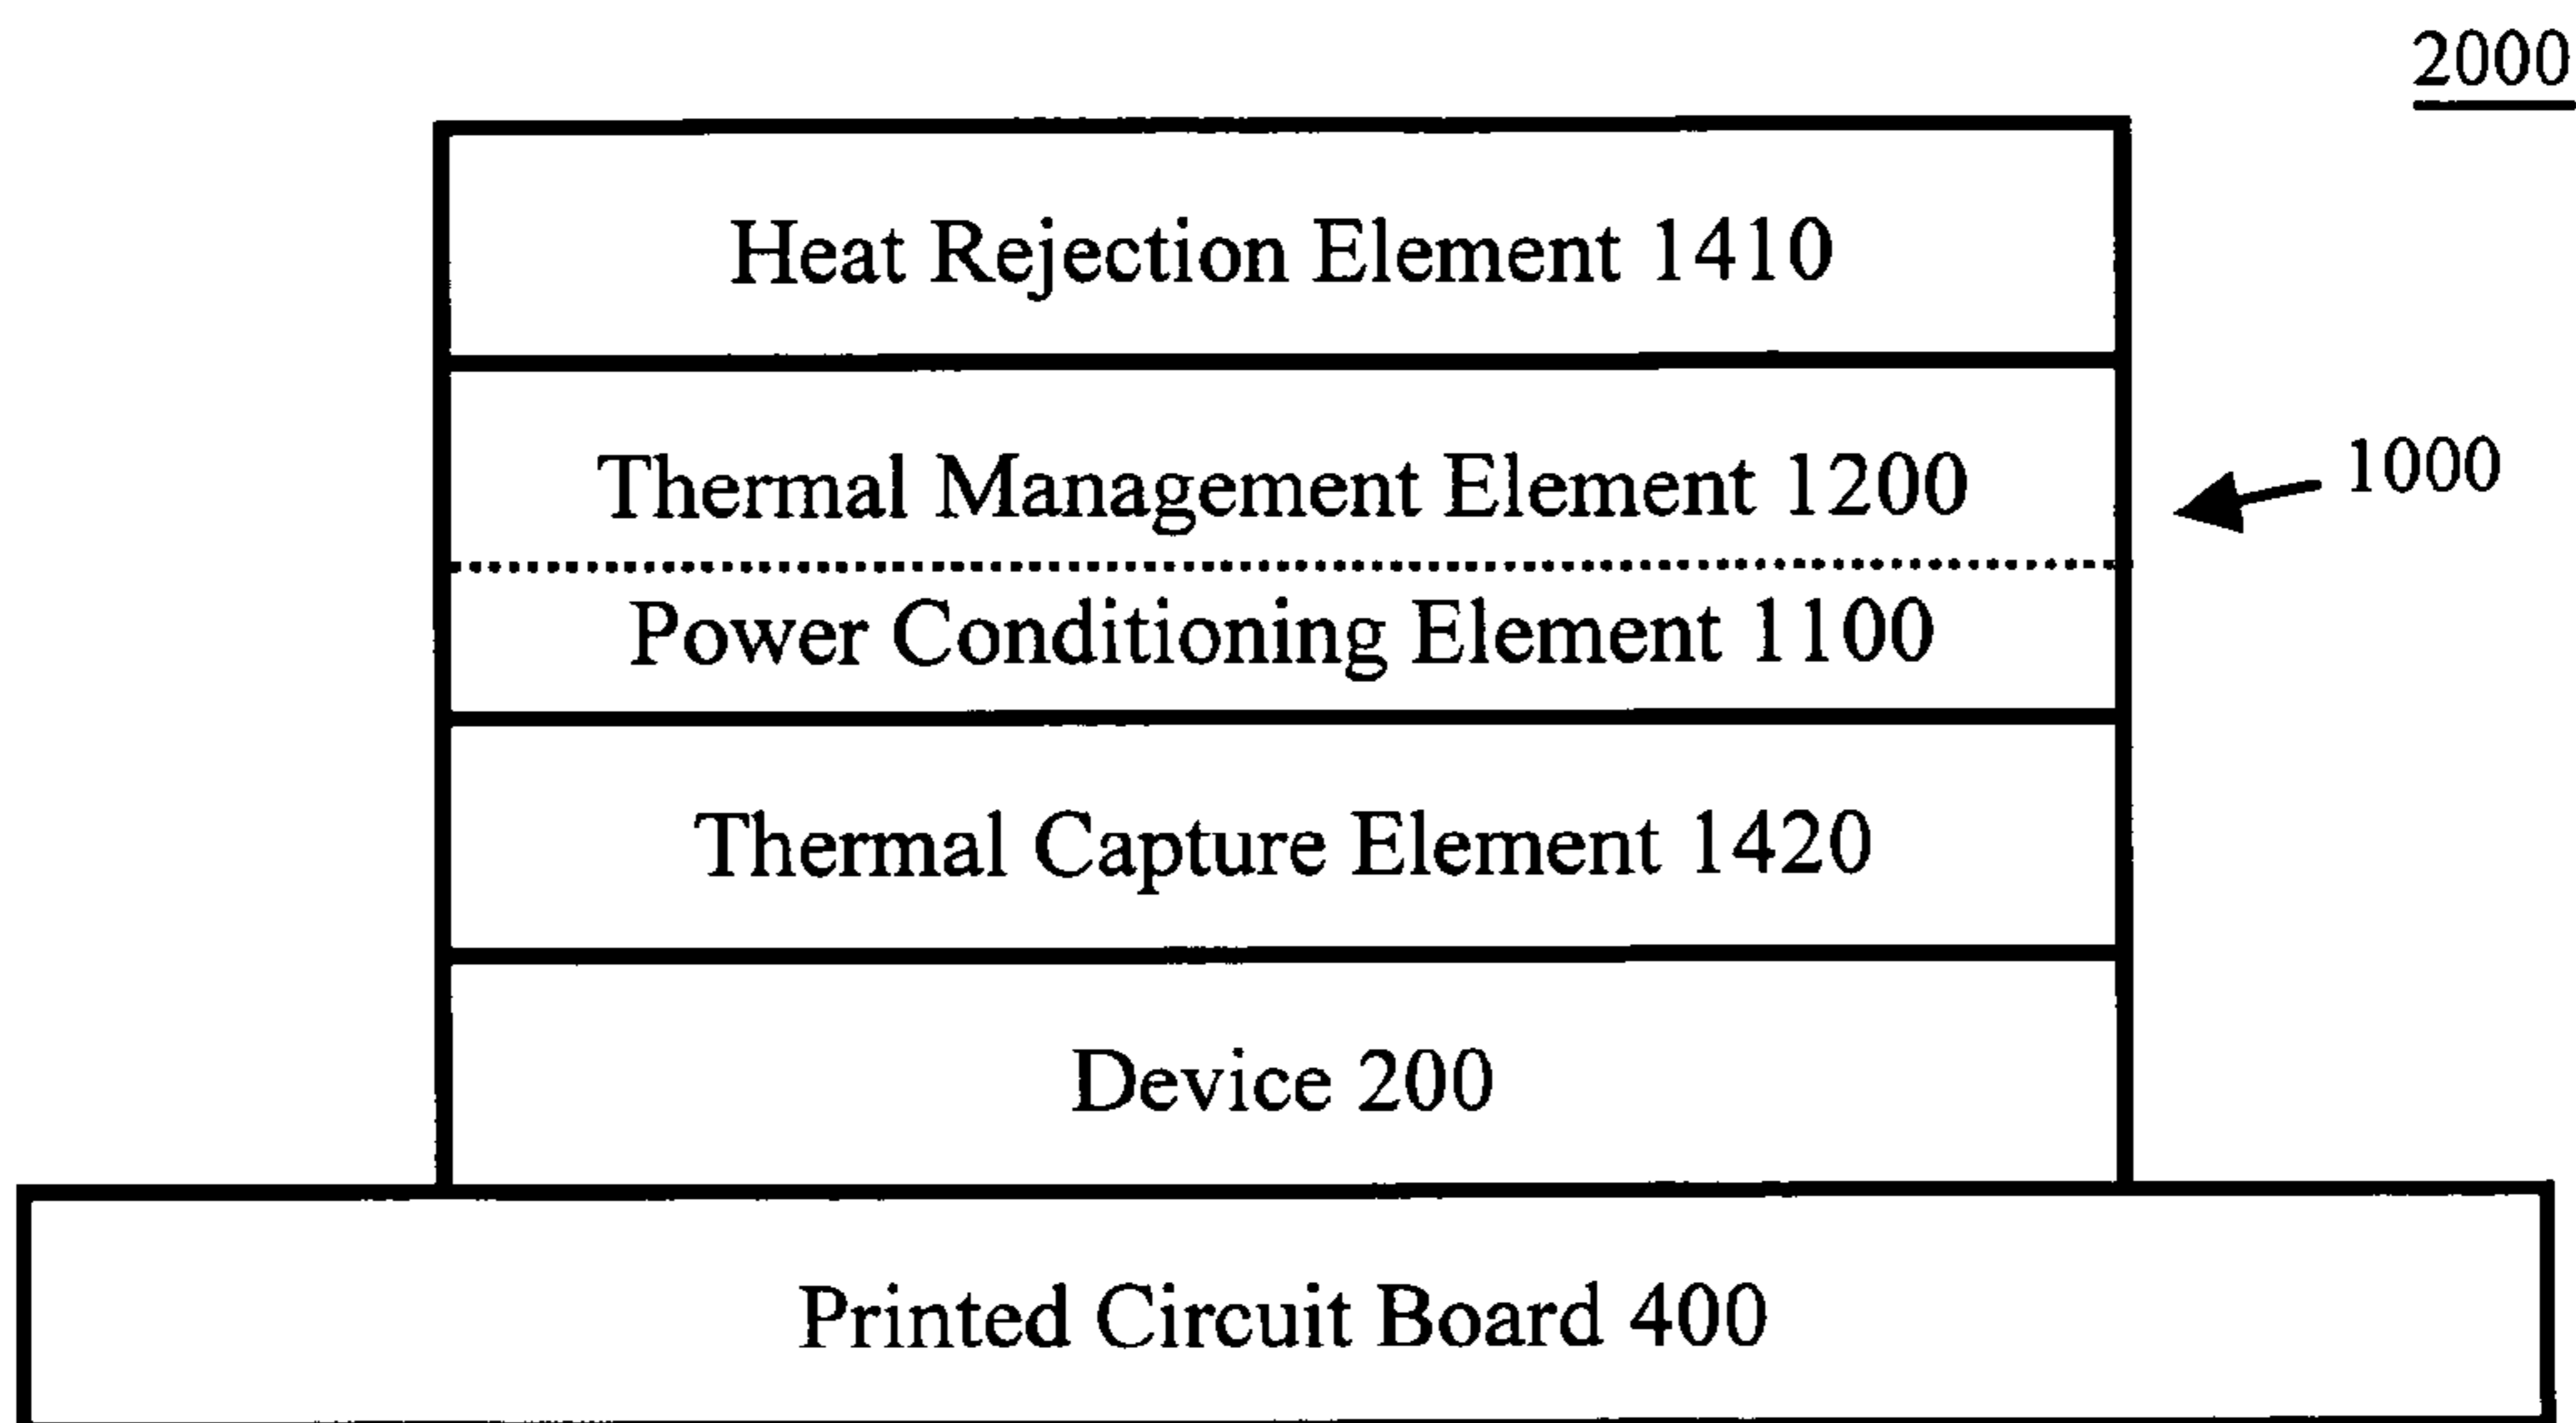 2000
Heat Rejection Element 1410
Thermal Management Element 1200
1000
Power Conditioning Element 1100
Thermal Capture Element 1420
Device 200
Printed Circuit Board 400